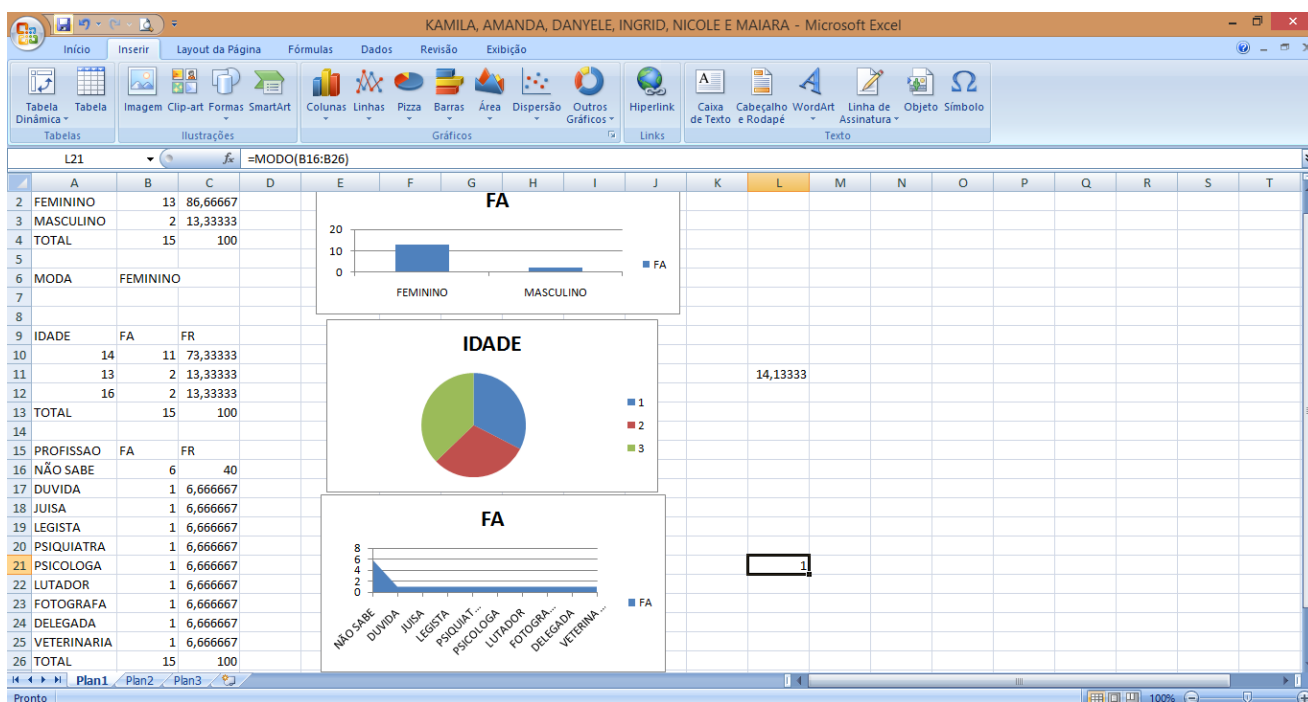 KAMILA, AMANDA, DANYELE, INGRID, NICOLE E MAIARA - Microsoft Excel
Início Inserir Layout da Página Fórmulas Dados Revisão Exibição
Tabela Dinâmica Tabela Imagem Clip-art Formas SmartArt Colunas Linhas Pizza Barras Área Dispersão Outros Gráficos Hiperlink Caixa de Texto Cabeçalho e Rodapé WordArt Linha de Assinatura Objeto Símbolo
Tabelas Ilustrações Gráficos Links Texto
L21 fx =MODO(B16:B26)
A B C D E F G H I J K L M N O P Q R S T
2 FEMININO 13 86,66667
3 MASCULINO 2 13,33333
4 TOTAL 15 100
5
6 MODA FEMININO
7
8
9 IDADE FA FR
10 14 11 73,33333
11 13 2 13,33333 14,13333
12 16 2 13,33333
13 TOTAL 15 100
14
15 PROFISSAO FA FR
16 NÃO SABE 6 40
17 DUVIDA 1 6,666667
18 JUISA 1 6,666667
19 LEGISTA 1 6,666667
20 PSIQUIATRA 1 6,666667
21 PSICOLOGA 1 6,666667 1
22 LUTADOR 1 6,666667
23 FOTOGRAFA 1 6,666667
24 DELEGADA 1 6,666667
25 VETERINARIA 1 6,666667
26 TOTAL 15 100
FA
20
10
0
FEMININO MASCULINO
FA
IDADE
1
2
3
FA
8
6
4
2
0
NÃO SABE DUVIDA JUISA LEGISTA PSIQUIAT... PSICOLOGA LUTADOR FOTOGRA... DELEGADA VETERINA...
FA
Plan1 Plan2 Plan3
Pronto 100%